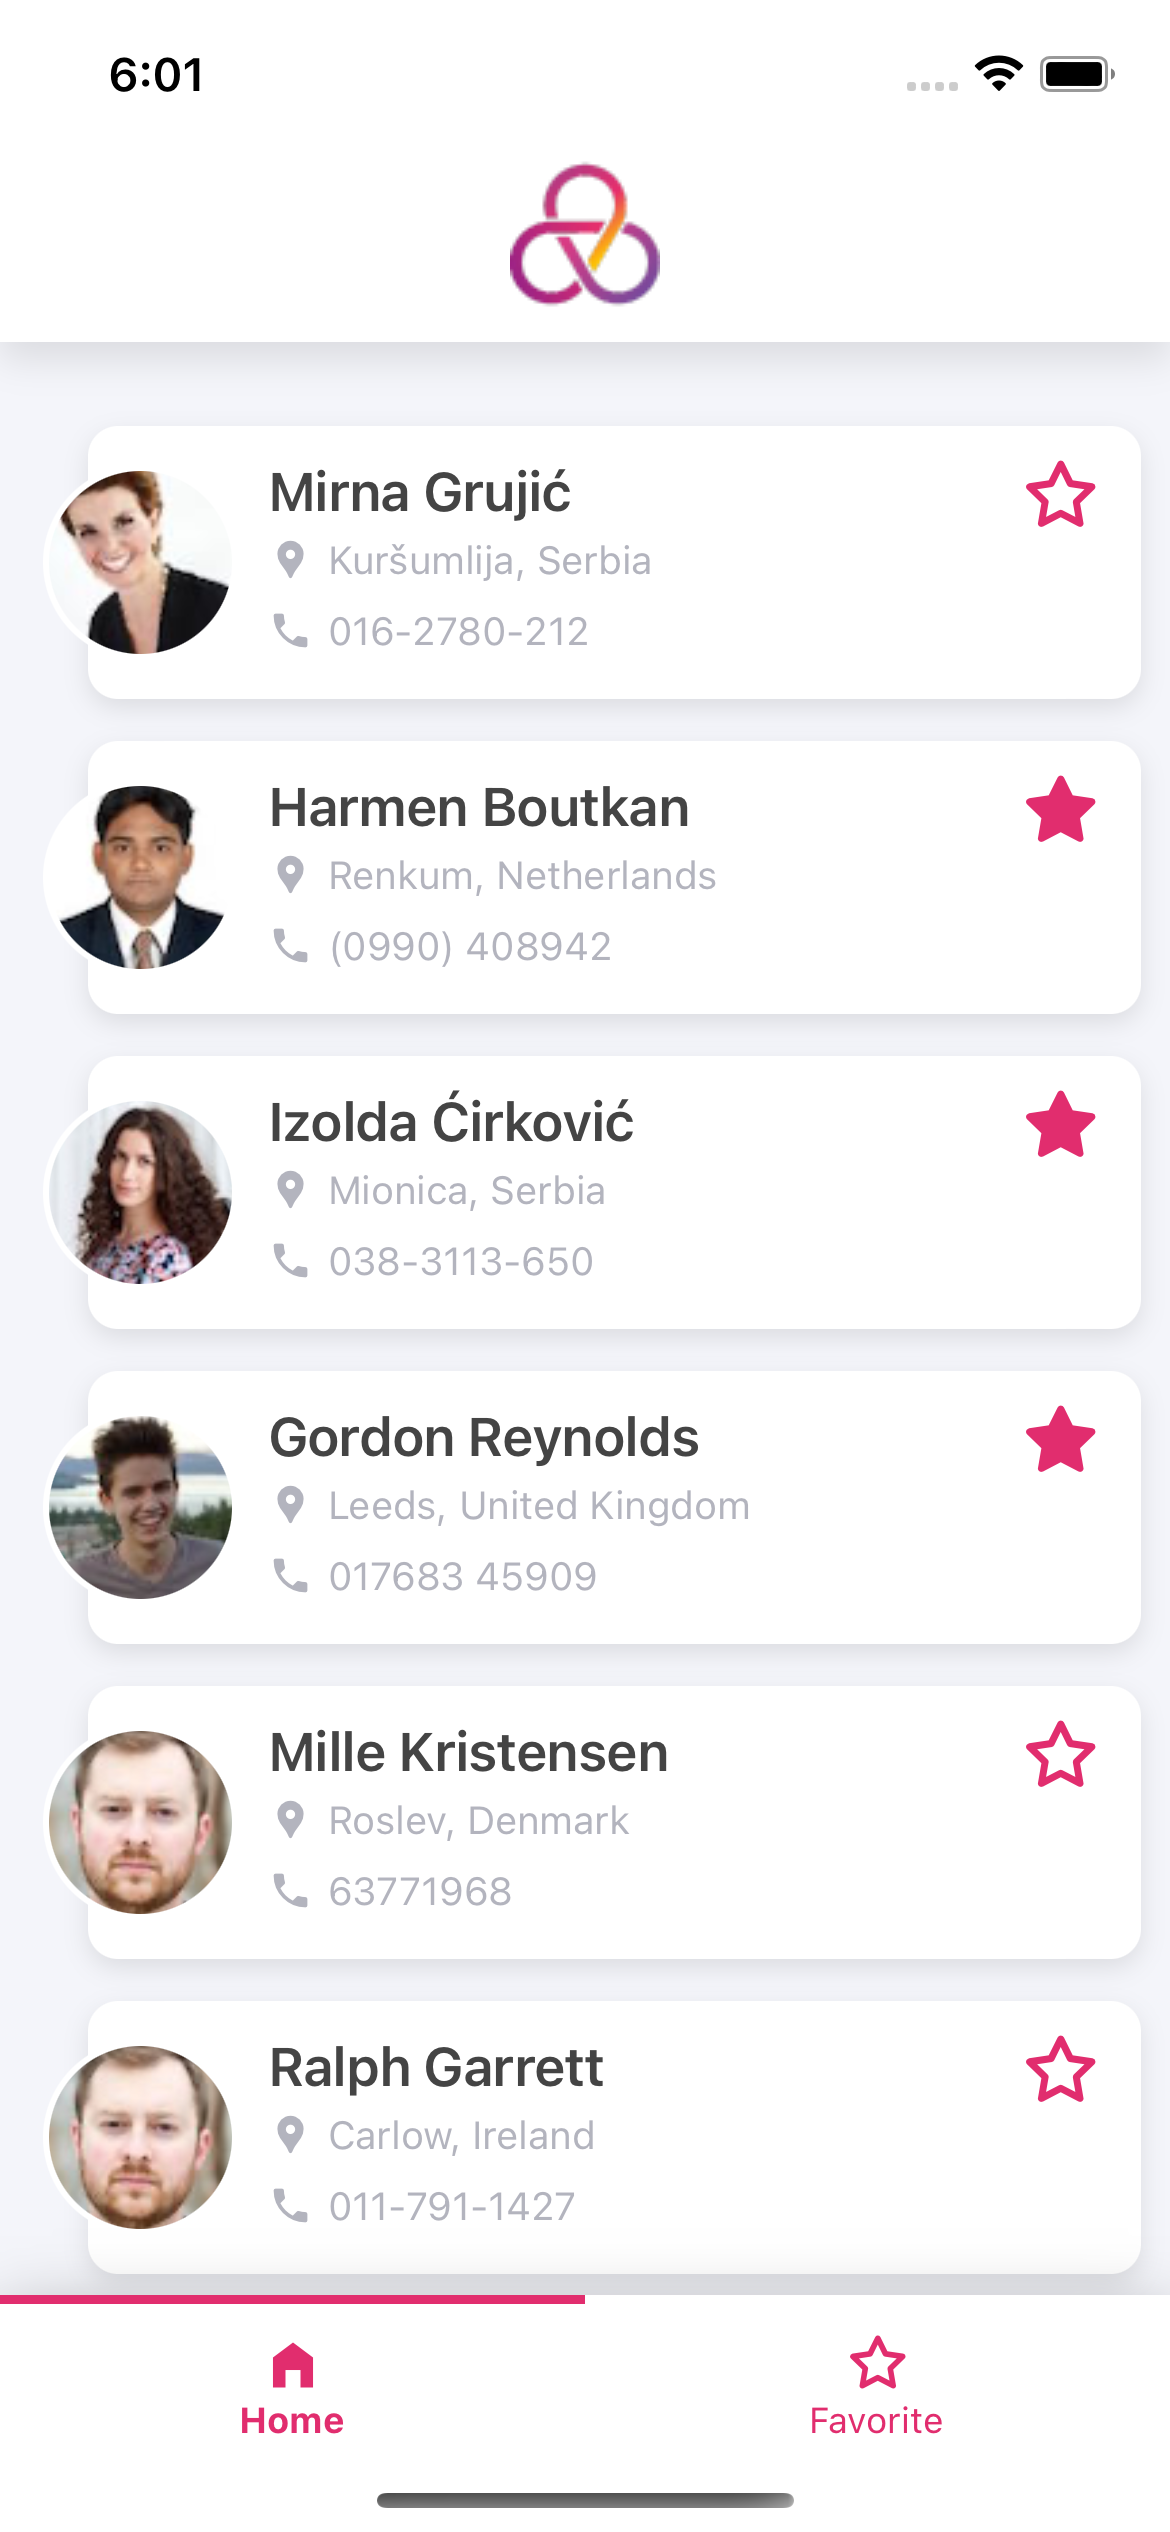 6:01
Mirna Grujić
Kuršumlija, Serbia
016-2780-212
Harmen Boutkan
Renkum, Netherlands
(0990) 408942
Izolda Ćirković
Mionica, Serbia
038-3113-650
Gordon Reynolds
Leeds, United Kingdom
017683 45909
Mille Kristensen
Roslev, Denmark
63771968
Ralph Garrett
Carlow, Ireland
011-791-1427
Home
Favorite